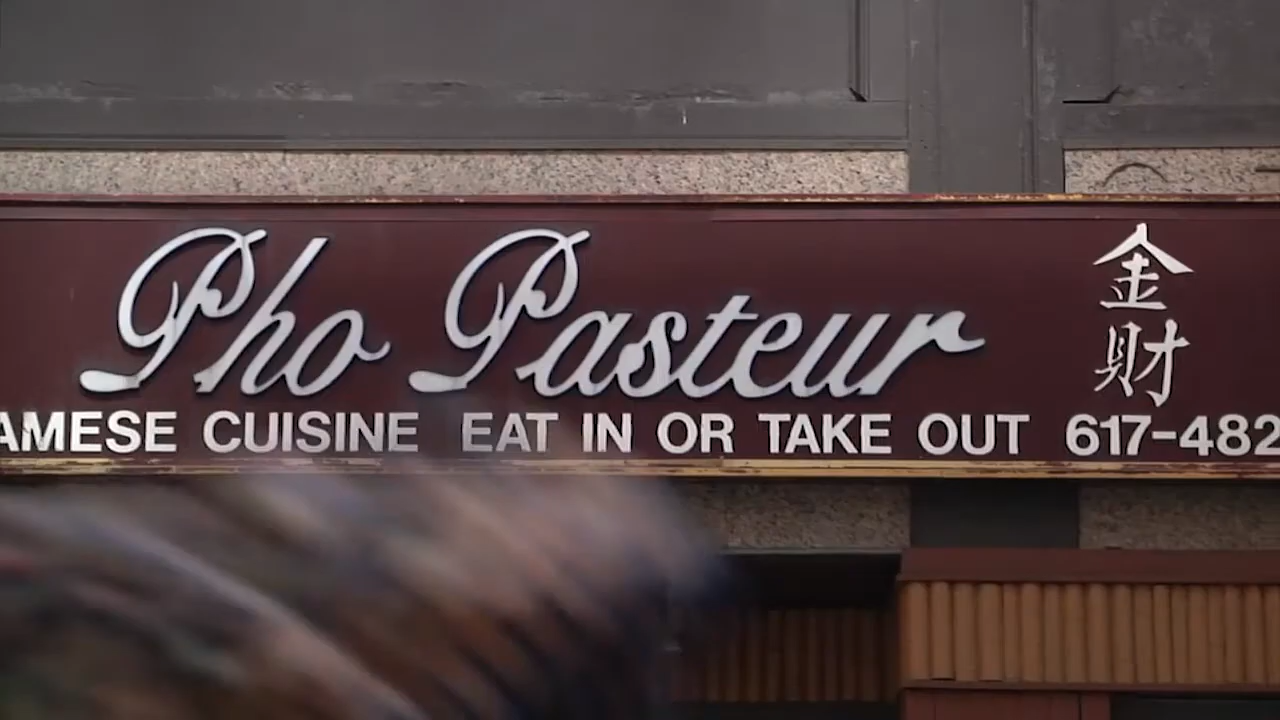 Pho Pasteur
金財
AMESE CUISINE EAT IN OR TAKE OUT 617-482